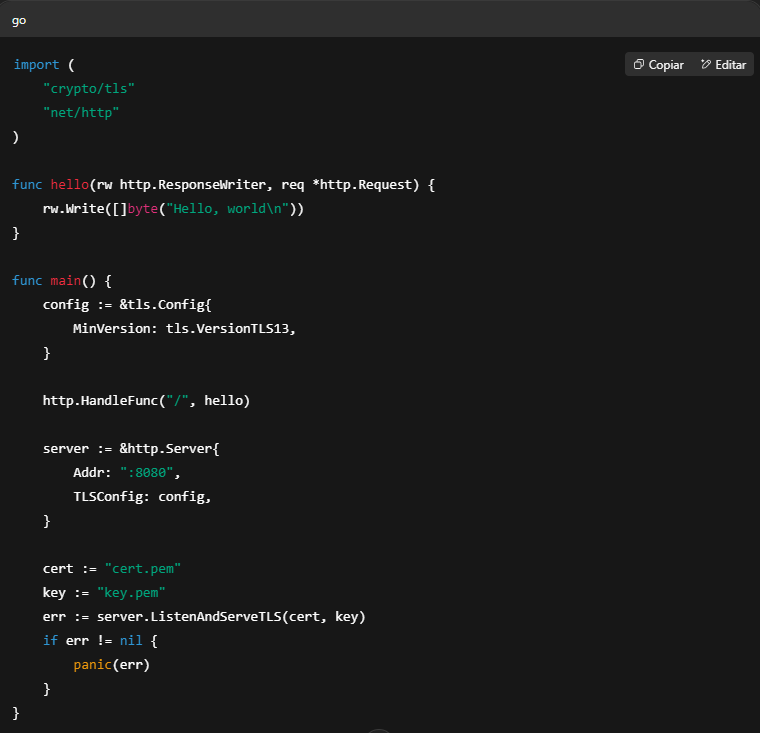 go
Copiar Editar
import (
    "crypto/tls"
    "net/http"
)
func hello(rw http.ResponseWriter, req *http.Request) {
    rw.Write([]byte("Hello, world\n"))
}
func main() {
    config := &tls.Config{
        MinVersion: tls.VersionTLS13,
    }
    http.HandleFunc("/", hello)
    server := &http.Server{
        Addr: ":8080",
        TLSConfig: config,
    }
    cert := "cert.pem"
    key := "key.pem"
    err := server.ListenAndServeTLS(cert, key)
    if err != nil {
        panic(err)
    }
}